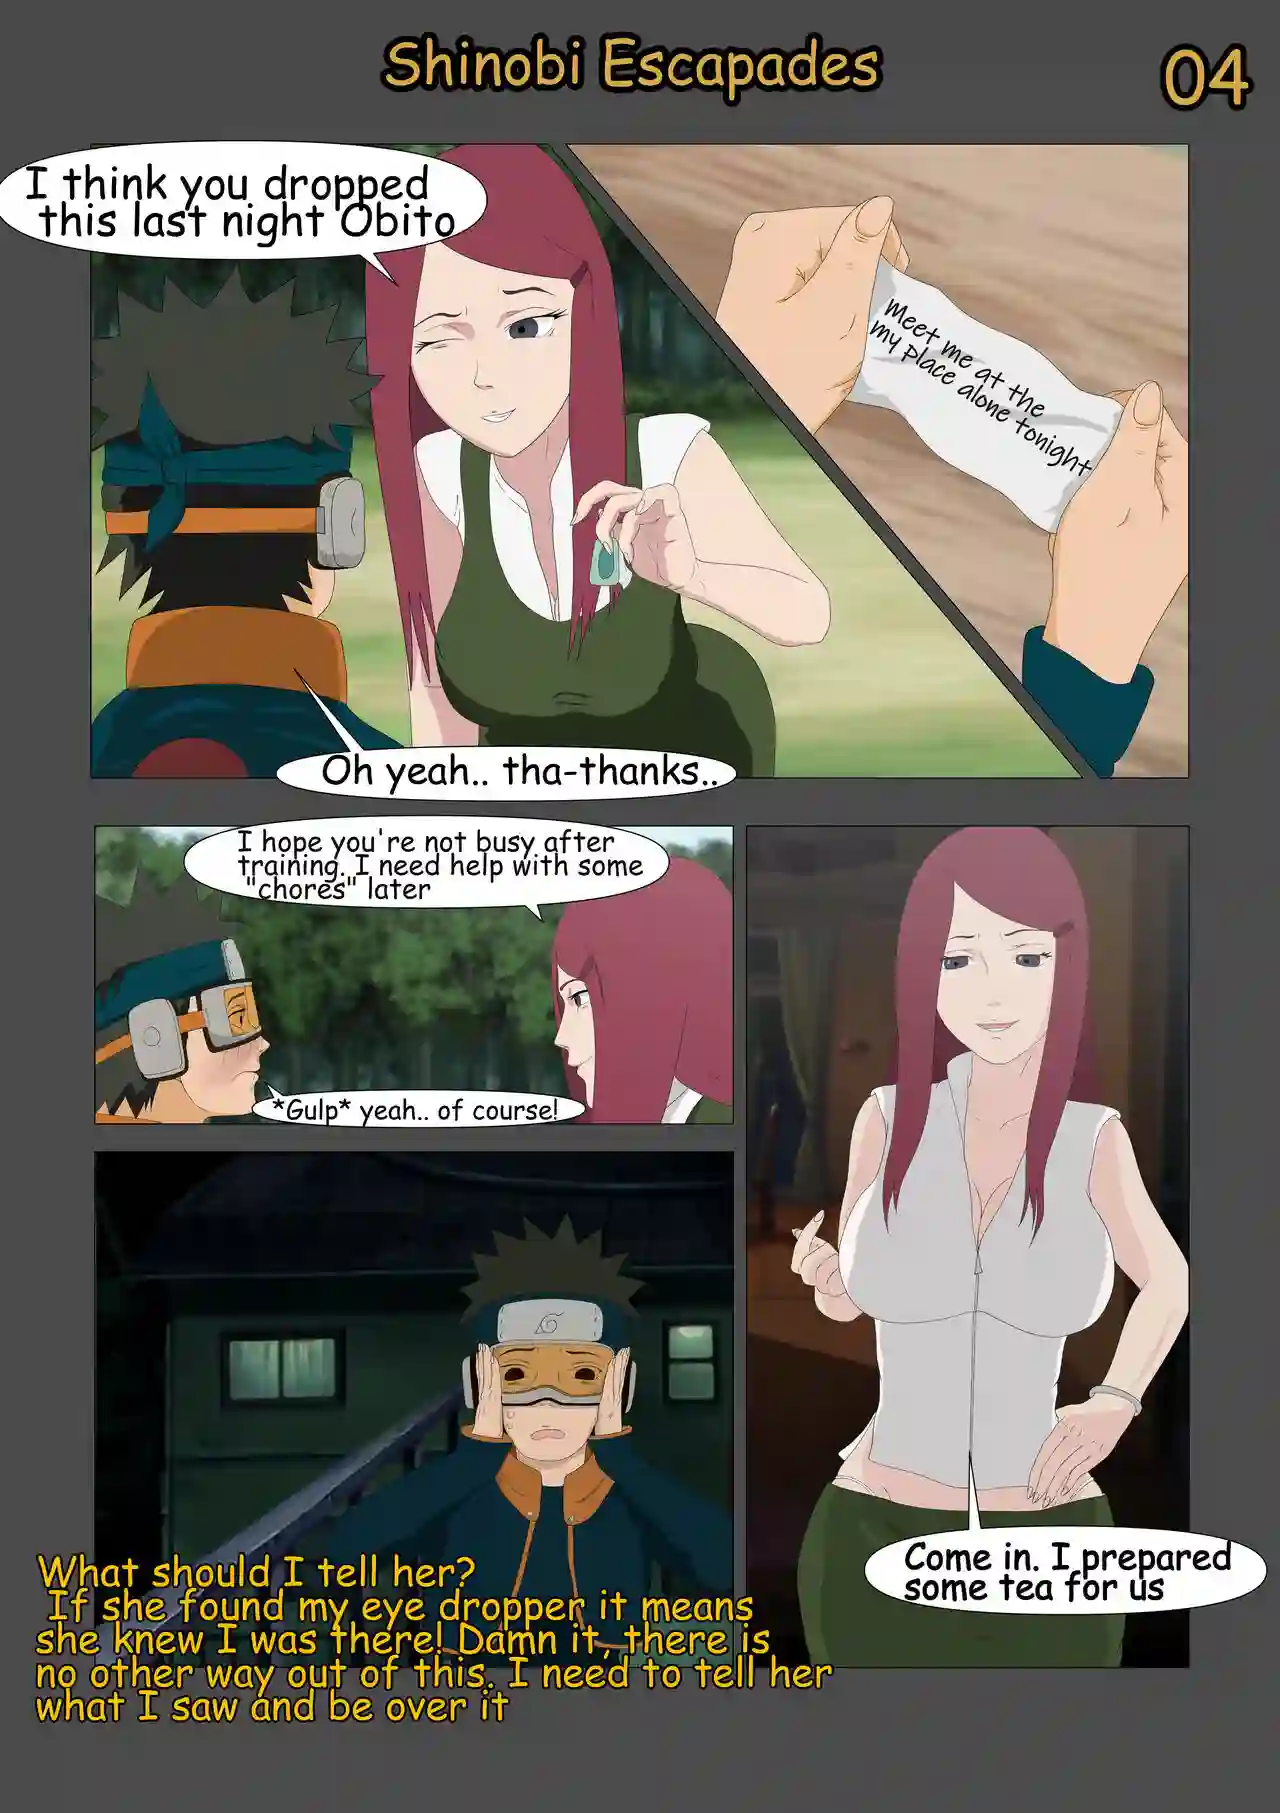 Shinobi Escapades
04
I think you dropped
this last night Obito
Meet me at the
my place alone tonight
Oh yeah.. tha-thanks..
I hope you're not busy after
training. I need help with some
"chores" later
*Gulp* yeah.. of course!
Come in. I prepared
some tea for us
What should I tell her?
If she found my eye dropper it means
she knew I was there! Damn it, there is
no other way out of this. I need to tell her
what I saw and be over it